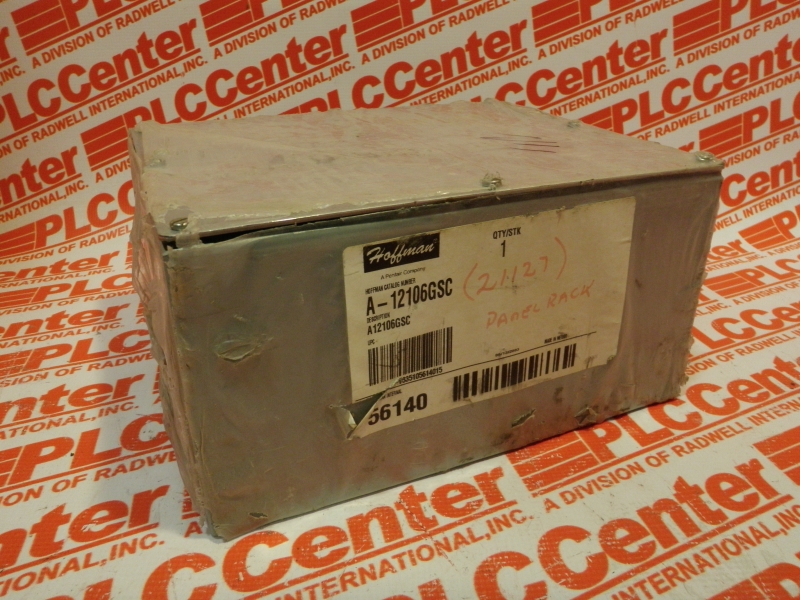 PLCCenter
A DIVISION OF RADWELL INTERNATIONAL, INC.
Hoffman
A Pentair Company
QTY/STK
1
HOFFMAN CATALOG NUMBER
A-12106GSC
DESCRIPTION
A12106GSC
UPC
(21127)
PANEL RACK
56140